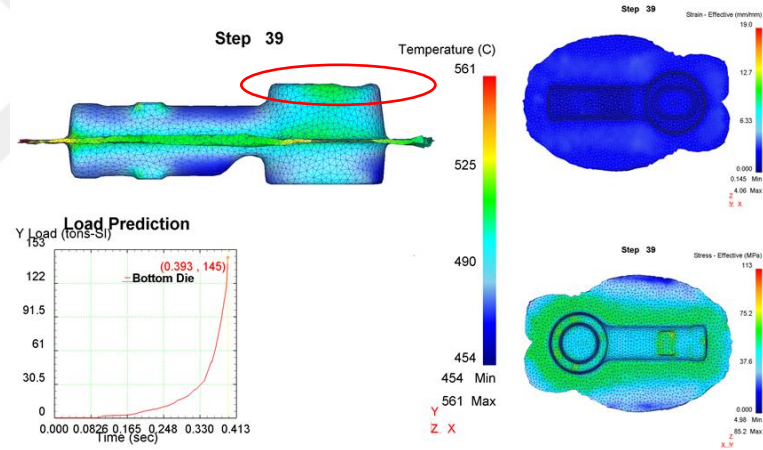 Step 39
Temperature (C)
561
525
490
454
454 Min
561 Max
Y
Z X
Load Prediction
Y Load (tons-SI)
153
122
91.5
61
30.5
0
(0.393 , 145)
Bottom Die
0.000 0.0826 0.165 0.248 0.330 0.413
Time (sec)
Step 39
Strain - Effective (mm/mm)
19.0
12.7
6.33
0.000
0.145 Min
4.06 Max
Z
Y X
Step 39
Stress - Effective (MPa)
113
75.2
37.6
0.000
4.98 Min
85.2 Max
Z
X Y